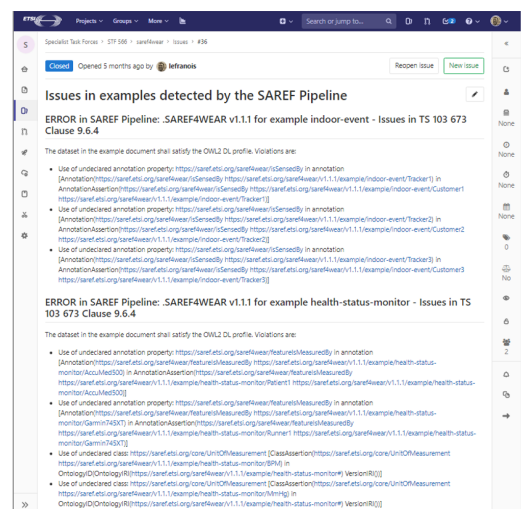 ETSI
Projects Groups More Search or jump to... 2
S Specialist Task Forces > STF 566 > saref4wear > Issues > #36
Closed Opened 5 months ago by lefranois Reopen issue New issue
Issues in examples detected by the SAREF Pipeline
ERROR in SAREF Pipeline: .SAREF4WEAR v1.1.1 for example indoor-event - Issues in TS 103 673
Clause 9.6.4
The dataset in the example document shall satisfy the OWL2 DL profile. Violations are:
• Use of undeclared annotation property: https://saref.etsi.org/saref4wear/isSensedBy in annotation
[Annotation(https://saref.etsi.org/saref4wear/isSensedBy https://saref.etsi.org/saref4wear/v1.1.1/example/indoor-event/Tracker1) in
AnnotationAssertion(https://saref.etsi.org/saref4wear/isSensedBy https://saref.etsi.org/saref4wear/v1.1.1/example/indoor-event/Customer1
https://saref.etsi.org/saref4wear/v1.1.1/example/indoor-event/Tracker1)]
• Use of undeclared annotation property: https://saref.etsi.org/saref4wear/isSensedBy in annotation
[Annotation(https://saref.etsi.org/saref4wear/isSensedBy https://saref.etsi.org/saref4wear/v1.1.1/example/indoor-event/Tracker2) in
AnnotationAssertion(https://saref.etsi.org/saref4wear/isSensedBy https://saref.etsi.org/saref4wear/v1.1.1/example/indoor-event/Customer2
https://saref.etsi.org/saref4wear/v1.1.1/example/indoor-event/Tracker2)]
• Use of undeclared annotation property: https://saref.etsi.org/saref4wear/isSensedBy in annotation
[Annotation(https://saref.etsi.org/saref4wear/isSensedBy https://saref.etsi.org/saref4wear/v1.1.1/example/indoor-event/Tracker3) in
AnnotationAssertion(https://saref.etsi.org/saref4wear/isSensedBy https://saref.etsi.org/saref4wear/v1.1.1/example/indoor-event/Customer3
https://saref.etsi.org/saref4wear/v1.1.1/example/indoor-event/Tracker3)]
ERROR in SAREF Pipeline: .SAREF4WEAR v1.1.1 for example health-status-monitor - Issues in TS
103 673 Clause 9.6.4
The dataset in the example document shall satisfy the OWL2 DL profile. Violations are:
• Use of undeclared annotation property: https://saref.etsi.org/saref4wear/featureIsMeasuredBy in annotation
[Annotation(https://saref.etsi.org/saref4wear/featureIsMeasuredBy https://saref.etsi.org/saref4wear/v1.1.1/example/health-status-
monitor/AccuMed500) in AnnotationAssertion(https://saref.etsi.org/saref4wear/featureIsMeasuredBy
https://saref.etsi.org/saref4wear/v1.1.1/example/health-status-monitor/Patient1 https://saref.etsi.org/saref4wear/v1.1.1/example/health-status-
monitor/AccuMed500)]
• Use of undeclared annotation property: https://saref.etsi.org/saref4wear/featureIsMeasuredBy in annotation
[Annotation(https://saref.etsi.org/saref4wear/featureIsMeasuredBy https://saref.etsi.org/saref4wear/v1.1.1/example/health-status-
monitor/Garmin745XT) in AnnotationAssertion(https://saref.etsi.org/saref4wear/featureIsMeasuredBy
https://saref.etsi.org/saref4wear/v1.1.1/example/health-status-monitor/Runner1 https://saref.etsi.org/saref4wear/v1.1.1/example/health-status-
monitor/Garmin745XT)]
• Use of undeclared class: https://saref.etsi.org/core/UnitOfMeasurement [ClassAssertion(https://saref.etsi.org/core/UnitOfMeasurement
https://saref.etsi.org/saref4wear/v1.1.1/example/health-status-monitor/BPM) in
OntologyID(OntologyIRI(https://saref.etsi.org/saref4wear/v1.1.1/example/health-status-monitor#) VersionIRI())]
• Use of undeclared class: https://saref.etsi.org/core/UnitOfMeasurement [ClassAssertion(https://saref.etsi.org/core/UnitOfMeasurement
https://saref.etsi.org/saref4wear/v1.1.1/example/health-status-monitor/MmHg) in
OntologyID(OntologyIRI(https://saref.etsi.org/saref4wear/v1.1.1/example/health-status-monitor#) VersionIRI())]
None
None
None
None
0
No
2